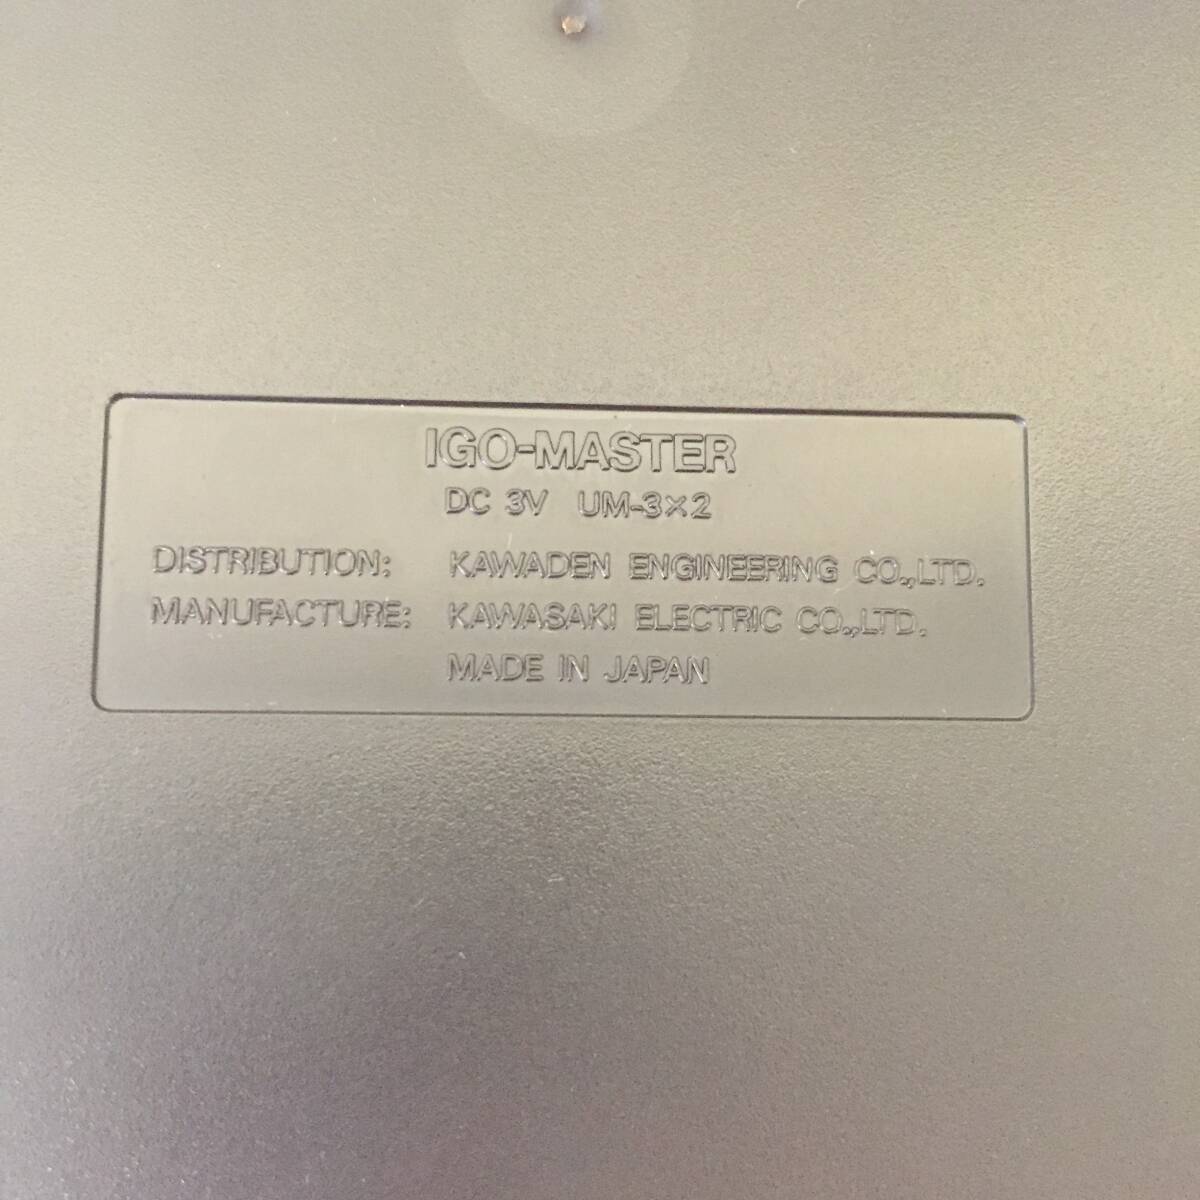 IGO-MASTER
DC 3V UM-3×2
DISTRIBUTION: KAWADEN ENGINEERING CO.,LTD.
MANUFACTURE: KAWASAKI ELECTRIC CO.,LTD.
MADE IN JAPAN